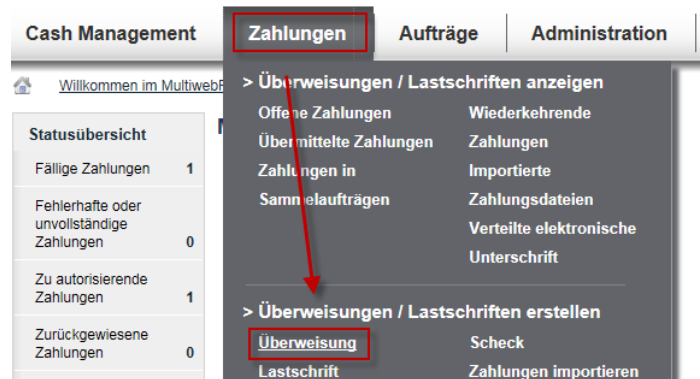 Cash Management
Zahlungen
Aufträge
Administration
Willkommen im
Statusübersicht
Fällige Zahlungen 1
Fehlerhafte oder
unvollständige
Zahlungen 0
Zu autorisierende
Zahlungen 1
Zurückgewiesene
Zahlungen 0
> Überweisungen / Lastschriften anzeigen
Offene Zahlungen
Übermittelte Zahlungen
Zahlungen in
Sammelaufträgen
Wiederkehrende
Zahlungen
Importierte
Zahlungsdateien
Verteilte elektronische
Unterschrift
> Überweisungen / Lastschriften erstellen
Überweisung
Lastschrift
Scheck
Zahlungen importieren